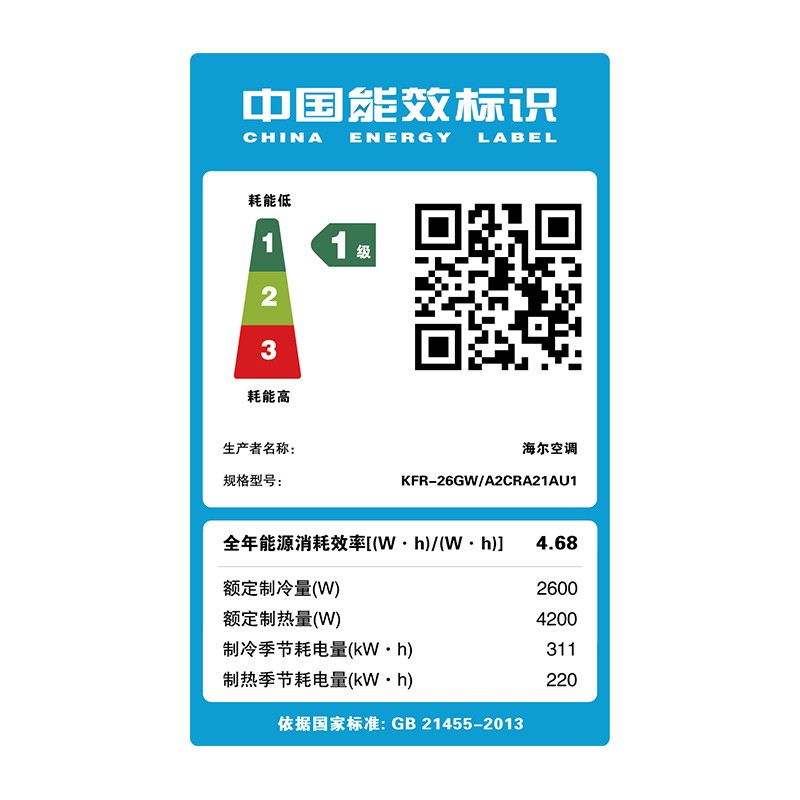 中国能效标识
CHINA ENERGY LABEL
耗能低
1
1级
2
3
耗能高
生产者名称: 海尔空调
规格型号: KFR-26GW/A2CRA21AU1
全年能源消耗效率[(W·h)/(W·h)] 4.68
额定制冷量(W) 2600
额定制热量(W) 4200
制冷季节耗电量(kW·h) 311
制热季节耗电量(kW·h) 220
依据国家标准: GB 21455-2013